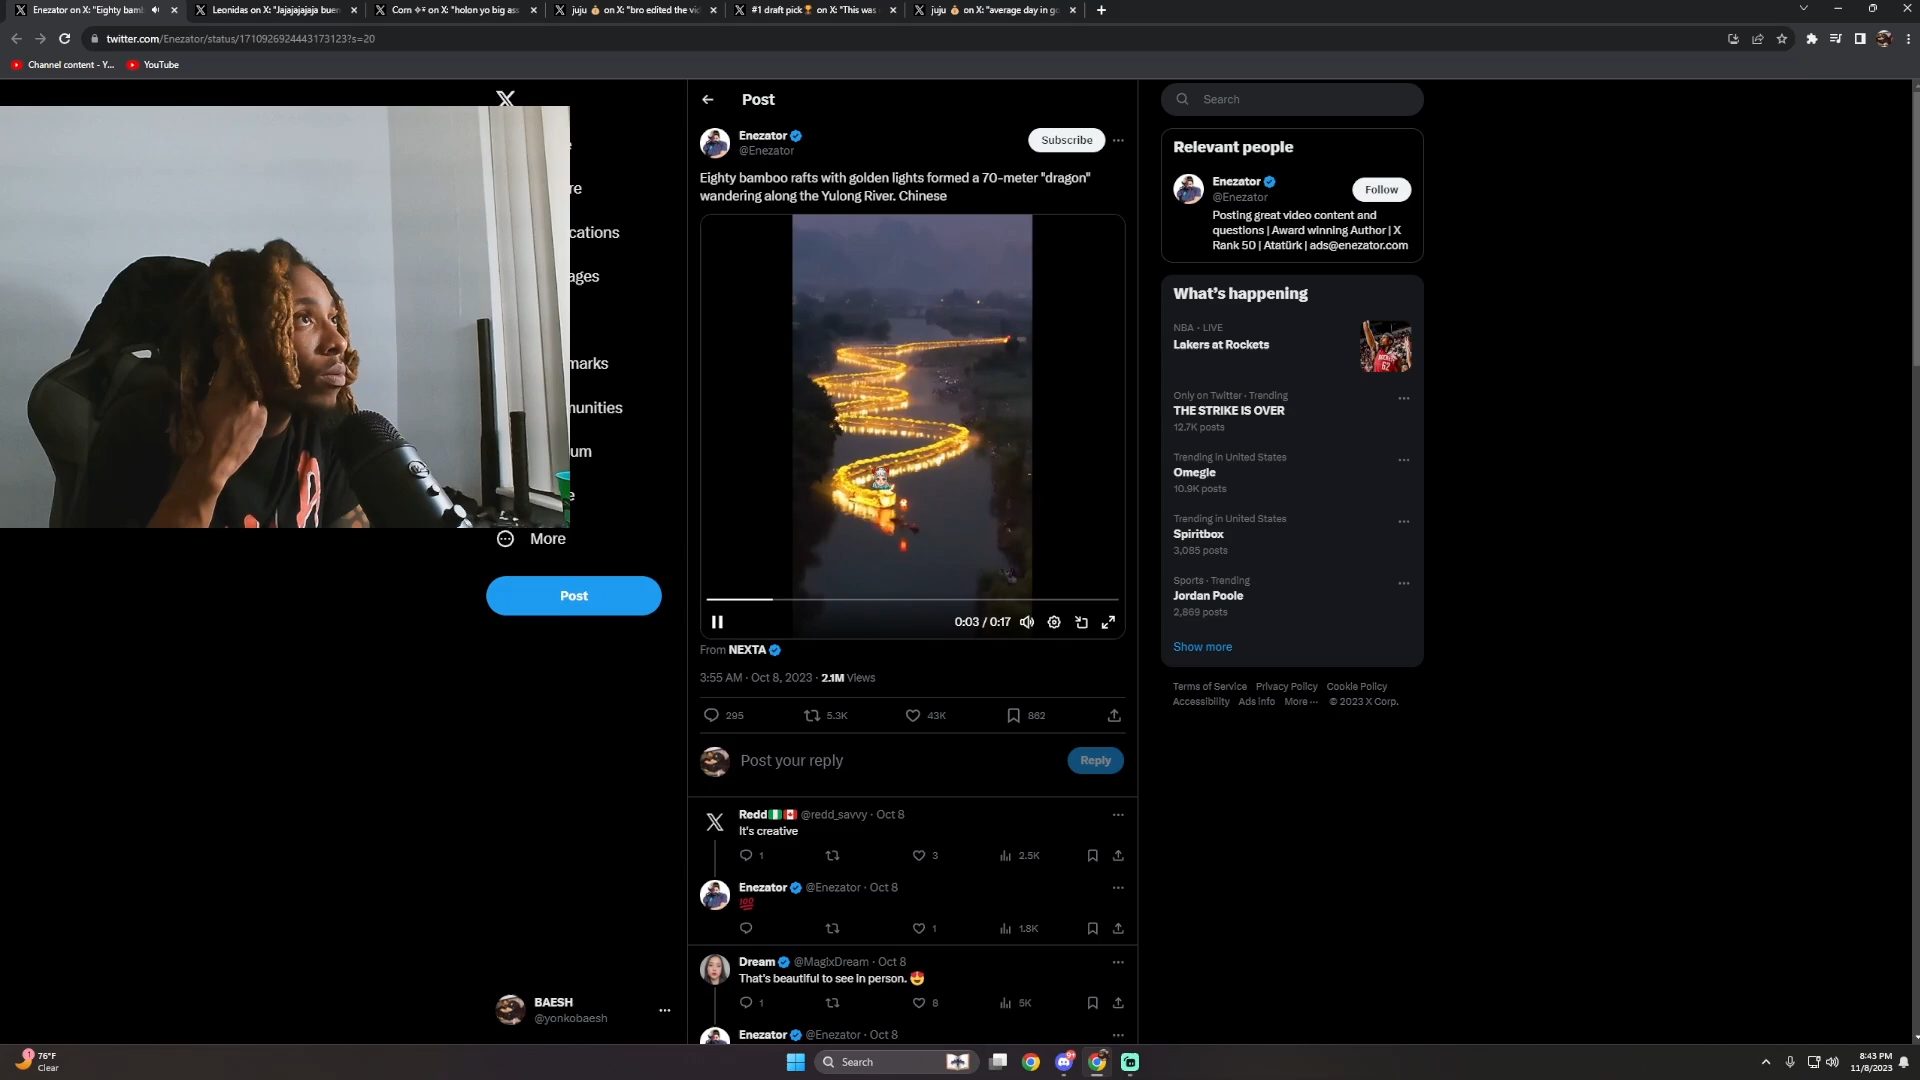 Enezator on X: "Eighty bamb
Leonidas on X: "Jajajajajaja buen
Corn on X: "holon yo big ass
juju 💰 on X: "bro edited the vid
#1 draft pick🏆 on X: "This was
juju 💰 on X: "average day in go
twitter.com/Enezator/status/1710926924443173123?s=20
Channel content - Y...
YouTube
X
re
cations
ages
marks
nunities
um
e
More
Post
BAESH
@yonkobaesh
Post
Enezator
@Enezator
Subscribe
Eighty bamboo rafts with golden lights formed a 70-meter "dragon"
wandering along the Yulong River. Chinese
0:03 / 0:17
From NEXTA
3:55 AM · Oct 8, 2023 · 2.1M Views
295
5.3K
43K
862
Post your reply
Reply
Redd🇳🇬🇨🇦 @redd_savvy · Oct 8
It's creative
1
3
2.5K
Enezator @Enezator · Oct 8
💯
1
1.8K
Dream @MagixDream · Oct 8
That's beautiful to see in person. 😍
1
8
5K
Enezator @Enezator · Oct 8
Search
Relevant people
Enezator
@Enezator
Follow
Posting great video content and
questions | Award winning Author | X
Rank 50 | Atatürk | ads@enezator.com
What's happening
NBA · LIVE
Lakers at Rockets
Only on Twitter · Trending
THE STRIKE IS OVER
12.7K posts
Trending in United States
Omegle
10.9K posts
Trending in United States
Spiritbox
3,085 posts
Sports · Trending
Jordan Poole
2,869 posts
Show more
Terms of Service Privacy Policy Cookie Policy
Accessibility Ads info More ··· © 2023 X Corp.
1
76°F
Clear
Search
8:43 PM
11/8/2023